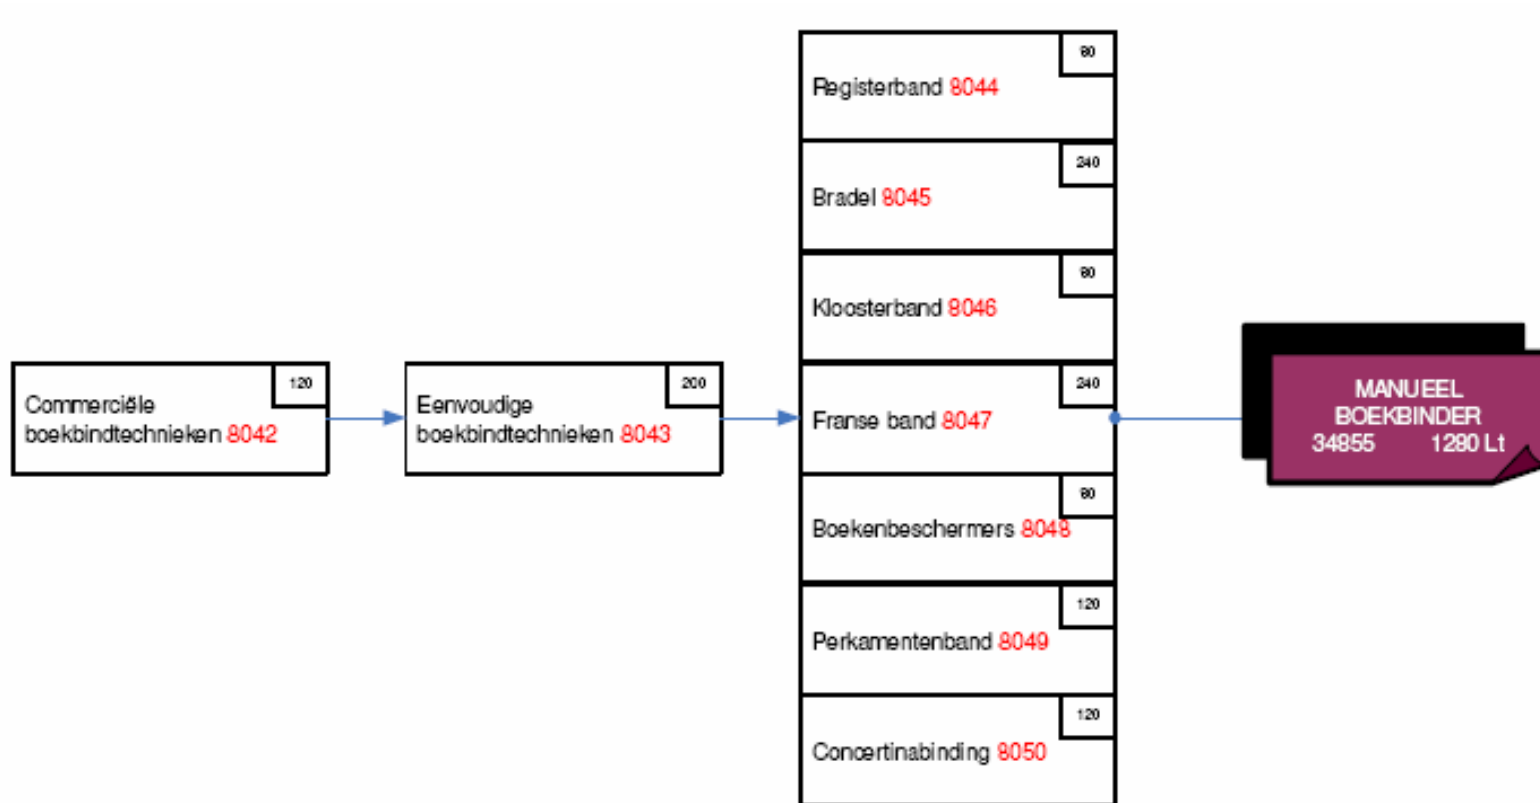 120
Commerciële
boekbindtechnieken 8042
200
Eenvoudige
boekbindtechnieken 8043
80
Registerband 8044
240
Bradel 8045
80
Kloosterband 8046
240
Franse band 8047
80
Boekenbeschermers 8048
120
Perkamentenband 8049
120
Concertinabinding 8050
MANUEEL
BOEKBINDER
34855 1280 Lt